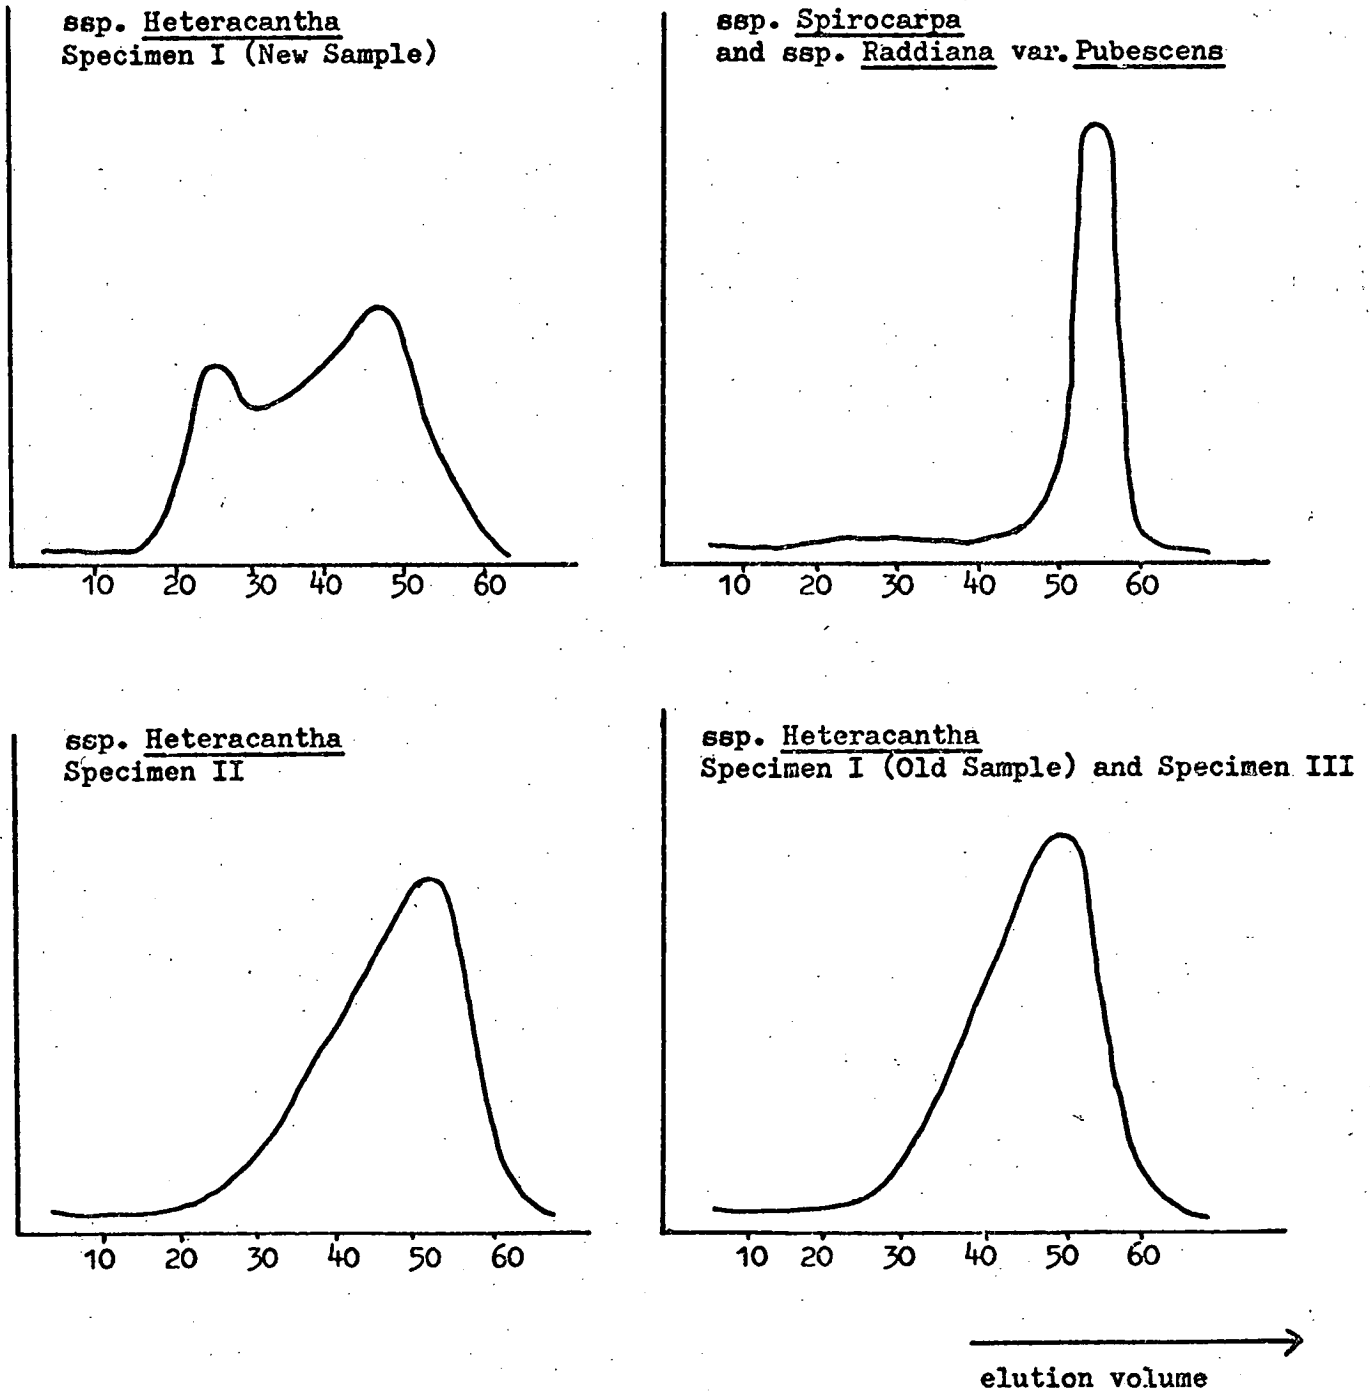 ssp. Heteracantha
Specimen I (New Sample)
10 20 30 40 50 60
ssp. Spirocarpa
and ssp. Raddiana var. Pubescens
10 20 30 40 50 60
ssp. Heteracantha
Specimen II
10 20 30 40 50 60
ssp. Heteracantha
Specimen I (Old Sample) and Specimen III
10 20 30 40 50 60
elution volume